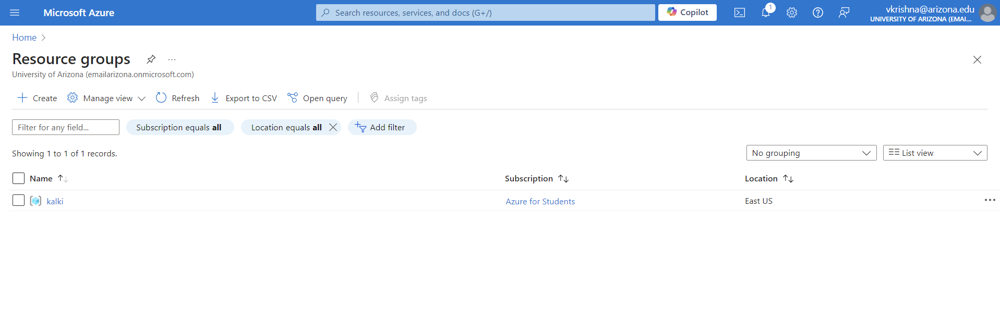 Microsoft Azure
Search resources, services, and docs (G+/)
Copilot
1
vkrishna@arizona.edu
UNIVERSITY OF ARIZONA (EMAI...
Home
Resource groups
...
University of Arizona (emailarizona.onmicrosoft.com)
Create
Manage view
Refresh
Export to CSV
Open query
Assign tags
Filter for any field...
Subscription equals all
Location equals all
Add filter
Showing 1 to 1 of 1 records.
No grouping
List view
Name
Subscription
Location
kalki
Azure for Students
East US